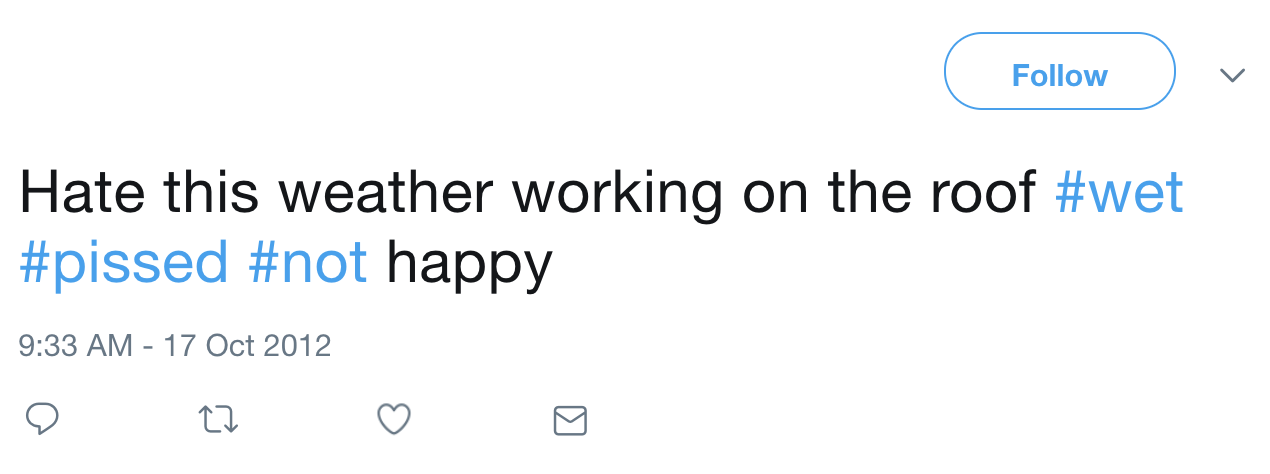 Follow
Hate this weather working on the roof #wet
#pissed #not happy
9:33 AM - 17 Oct 2012